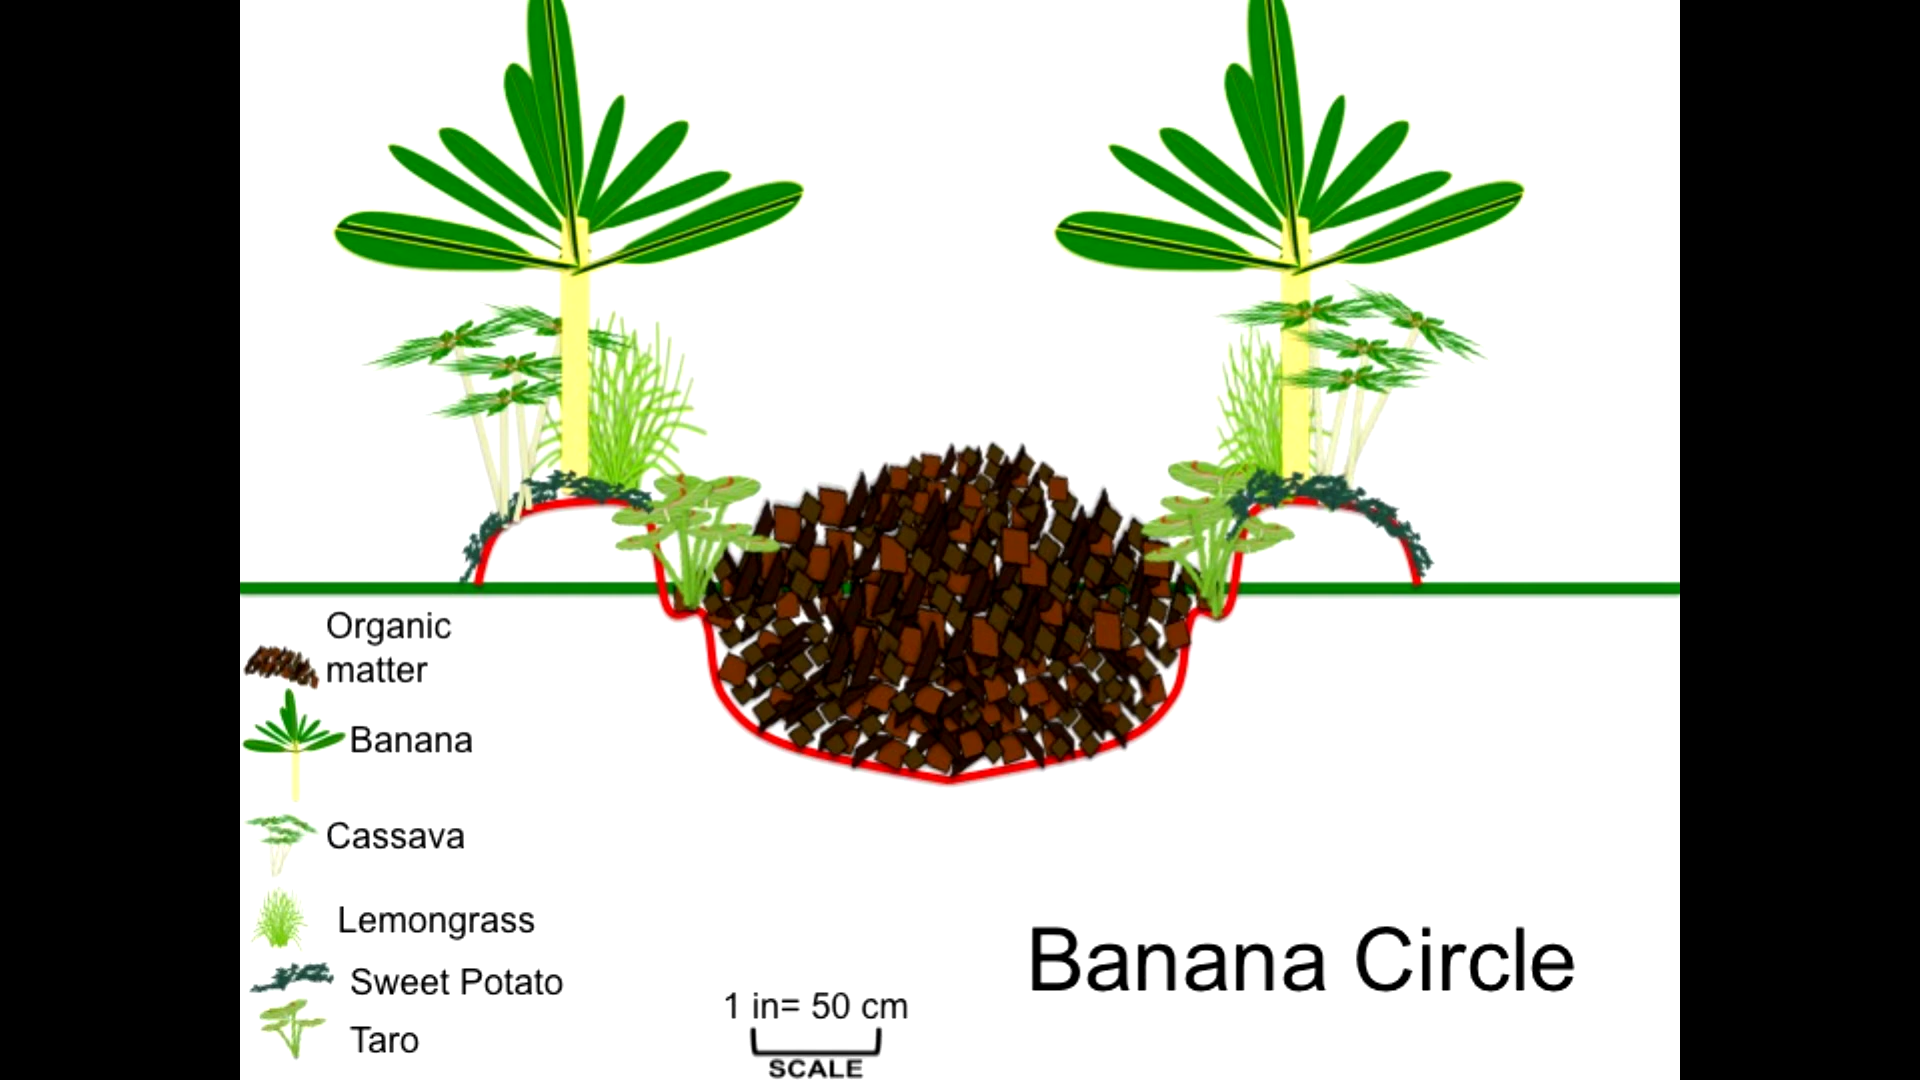 Organic
matter
Banana
Cassava
Lemongrass
Sweet Potato
Taro
1 in= 50 cm
SCALE
Banana Circle